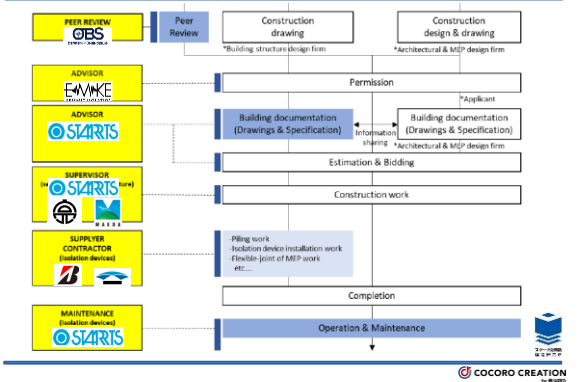 PEER REVIEW
Peer
Review
Construction
drawing
Construction
design & drawing
*Building structure design firm
*Architectural & MEP design firm
ADVISOR
Permission
*Applicant
ADVISOR
STARTS
Building documentation
(Drawings & Specification)
Information
sharing
Building documentation
(Drawings & Specification)
*Architectural & MEP design firm
Estimation & Bidding
SUPERVISOR
STARTS
MAEDA
Construction work
SUPPLYER
CONTRACTOR
(Isolation devices)
-Piling work
-Isolation device installation work
-Flexible-joint of MEP work
etc....
Completion
MAINTENANCE
(Isolation devices)
STARTS
Operation & Maintenance
COCORO CREATION